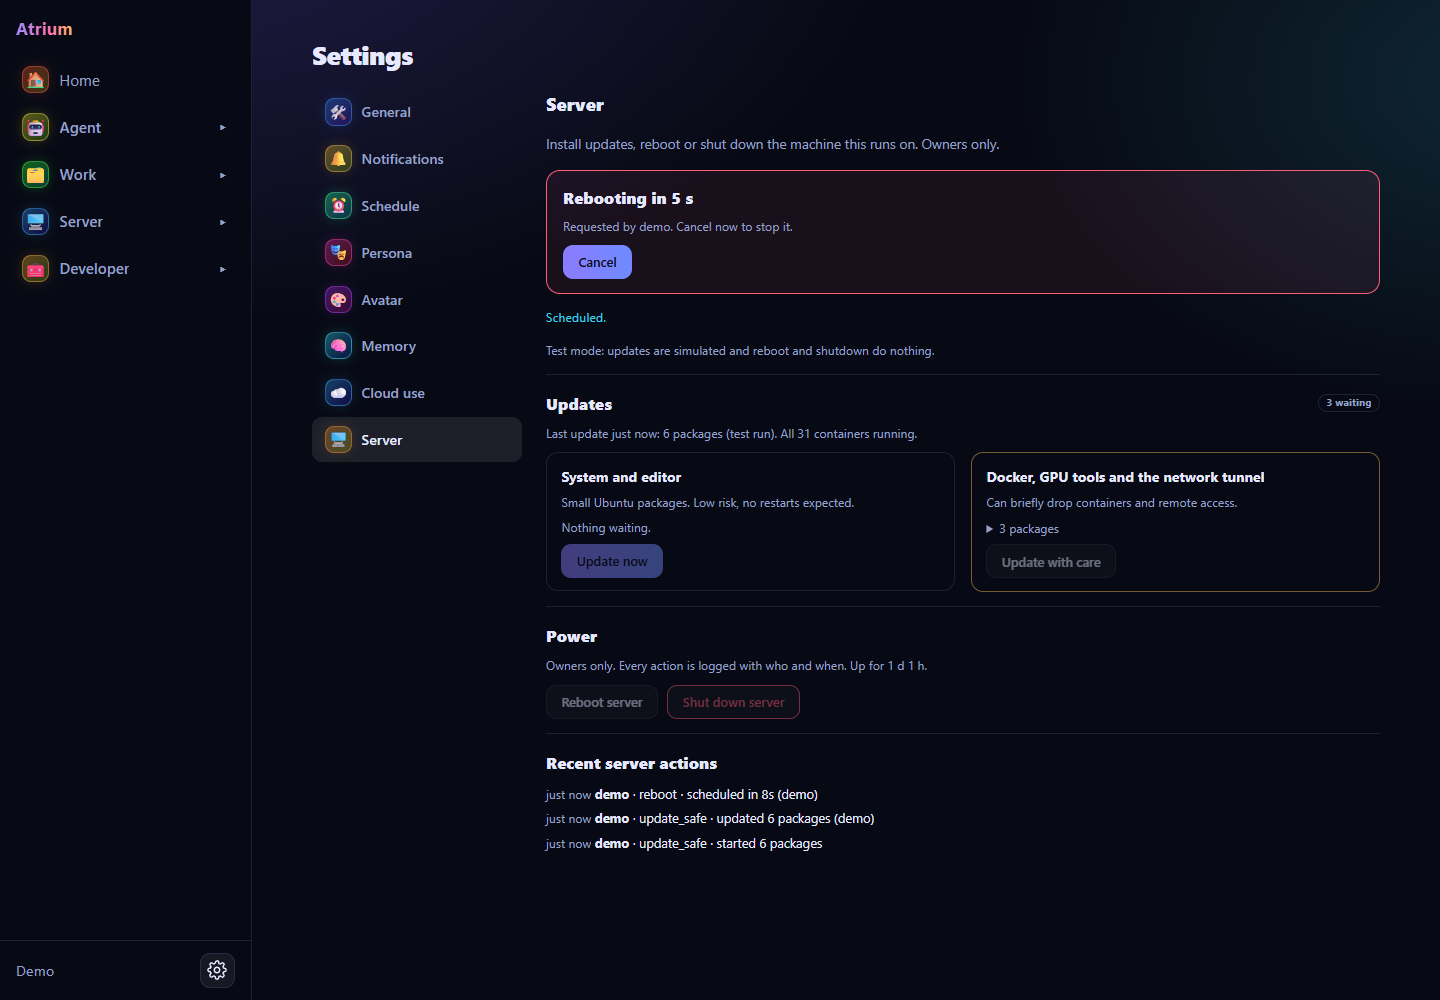 Atrium
Home
Agent
Work
Server
Developer
Demo
Settings
General
Notifications
Schedule
Persona
Avatar
Memory
Cloud use
Server
Server
Install updates, reboot or shut down the machine this runs on. Owners only.
Rebooting in 5 s
Requested by demo. Cancel now to stop it.
Cancel
Scheduled.
Test mode: updates are simulated and reboot and shutdown do nothing.
Updates
3 waiting
Last update just now: 6 packages (test run). All 31 containers running.
System and editor
Small Ubuntu packages. Low risk, no restarts expected.
Nothing waiting.
Update now
Docker, GPU tools and the network tunnel
Can briefly drop containers and remote access.
3 packages
Update with care
Power
Owners only. Every action is logged with who and when. Up for 1 d 1 h.
Reboot server
Shut down server
Recent server actions
just now demo · reboot · scheduled in 8s (demo)
just now demo · update_safe · updated 6 packages (demo)
just now demo · update_safe · started 6 packages